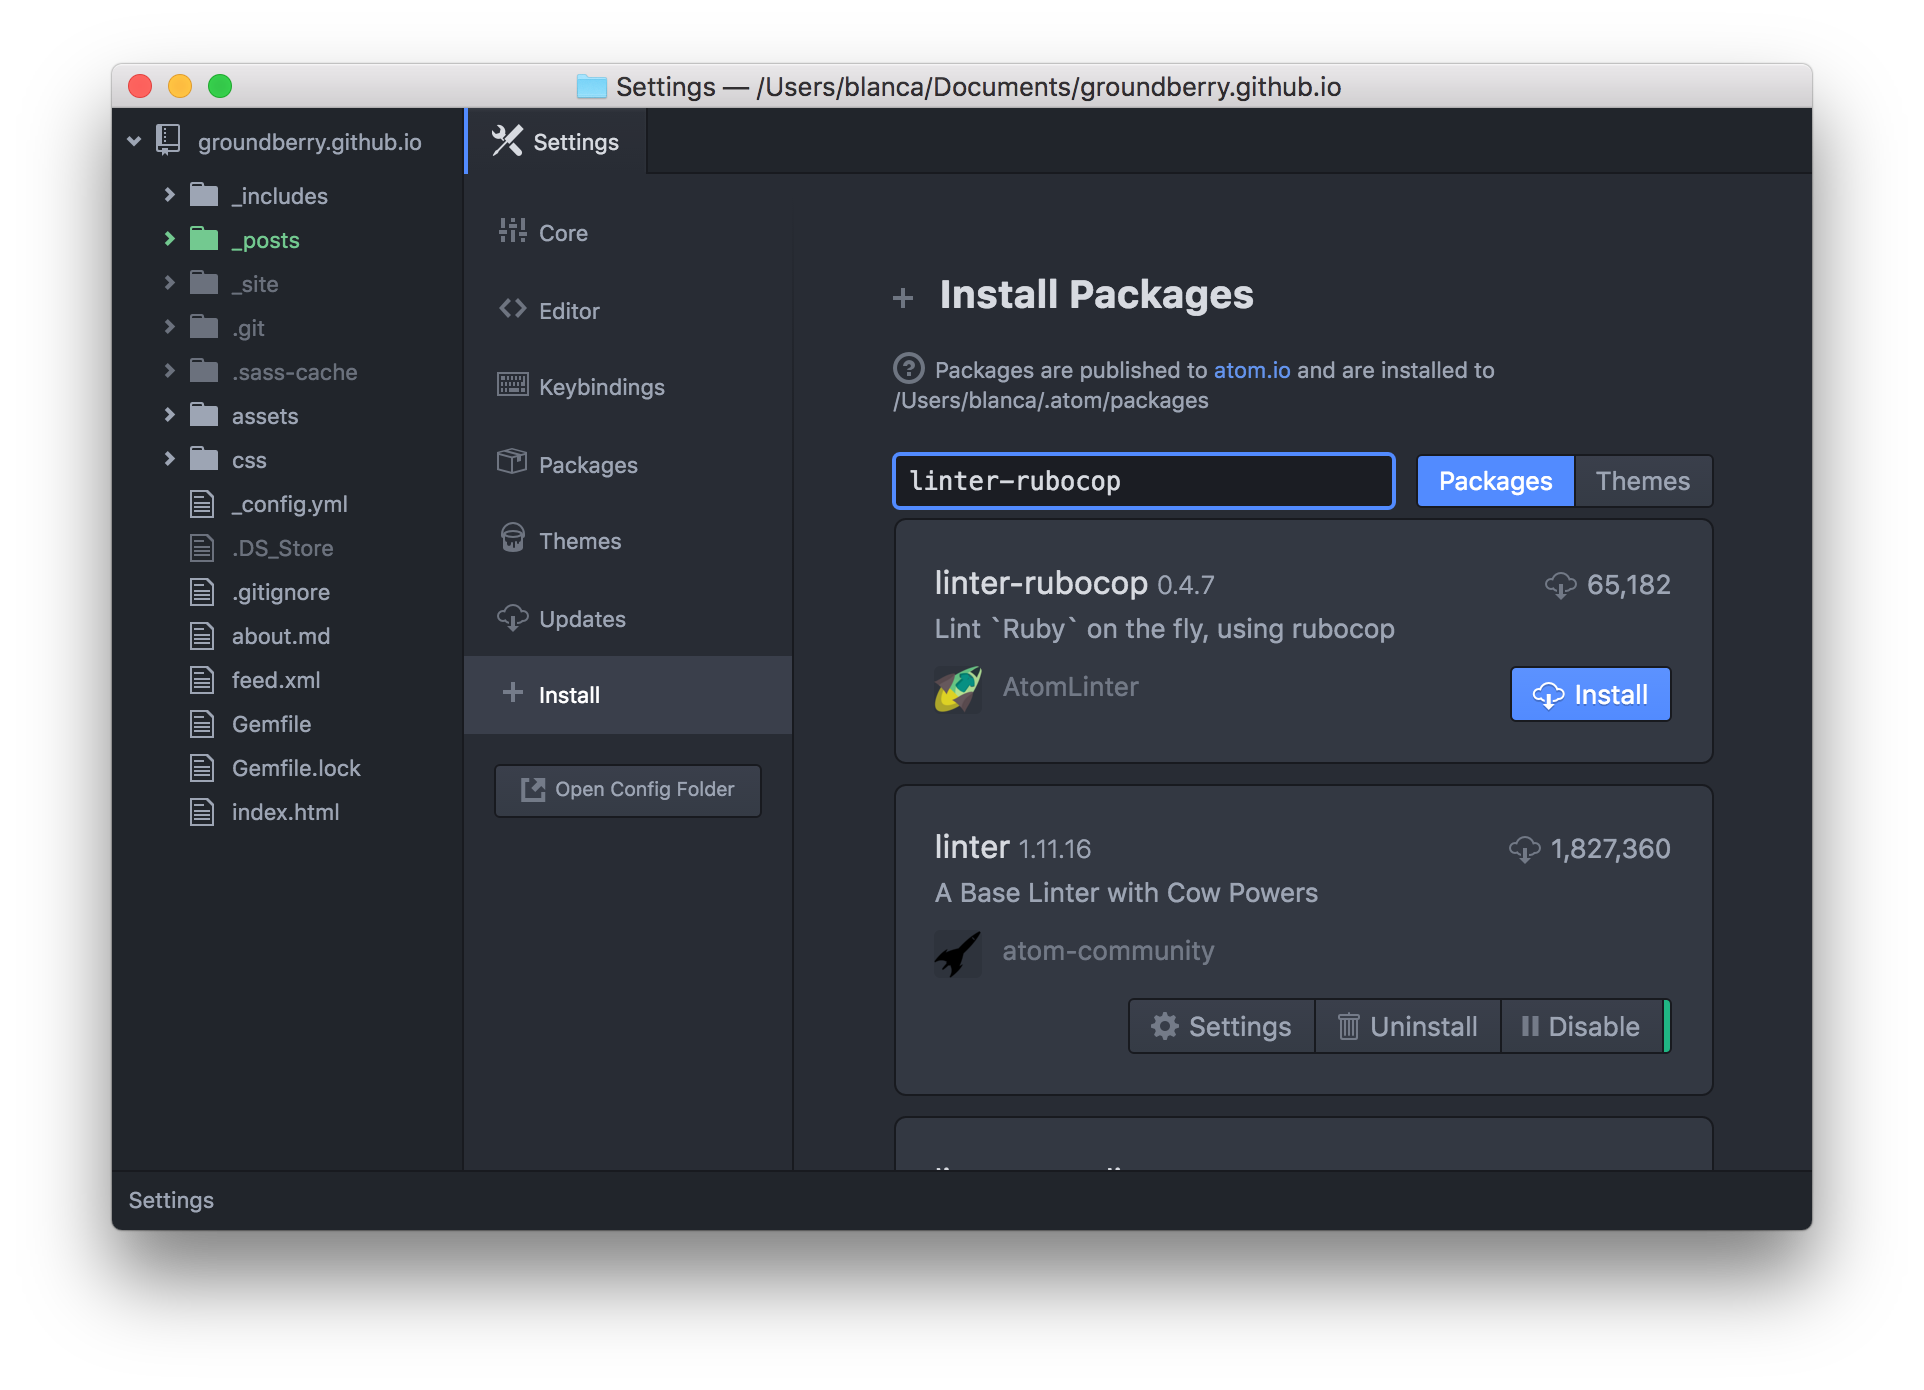 Settings — /Users/blanca/Documents/groundberry.github.io
groundberry.github.io
_includes
_posts
_site
.git
.sass-cache
assets
css
_config.yml
.DS_Store
.gitignore
about.md
feed.xml
Gemfile
Gemfile.lock
index.html
Settings
Core
Editor
Keybindings
Packages
Themes
Updates
Install
Open Config Folder
Install Packages
Packages are published to atom.io and are installed to
/Users/blanca/.atom/packages
linter-rubocop
Packages Themes
linter-rubocop 0.4.7 65,182
Lint `Ruby` on the fly, using rubocop
AtomLinter
Install
linter 1.11.16 1,827,360
A Base Linter with Cow Powers
atom-community
Settings Uninstall Disable
Settings